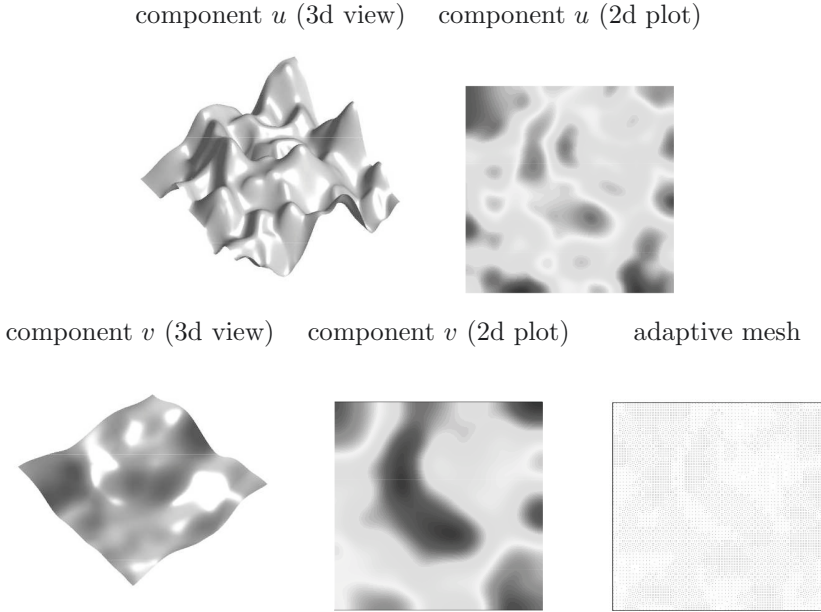 component u (3d view) component u (2d plot)
component v (3d view) component v (2d plot) adaptive mesh